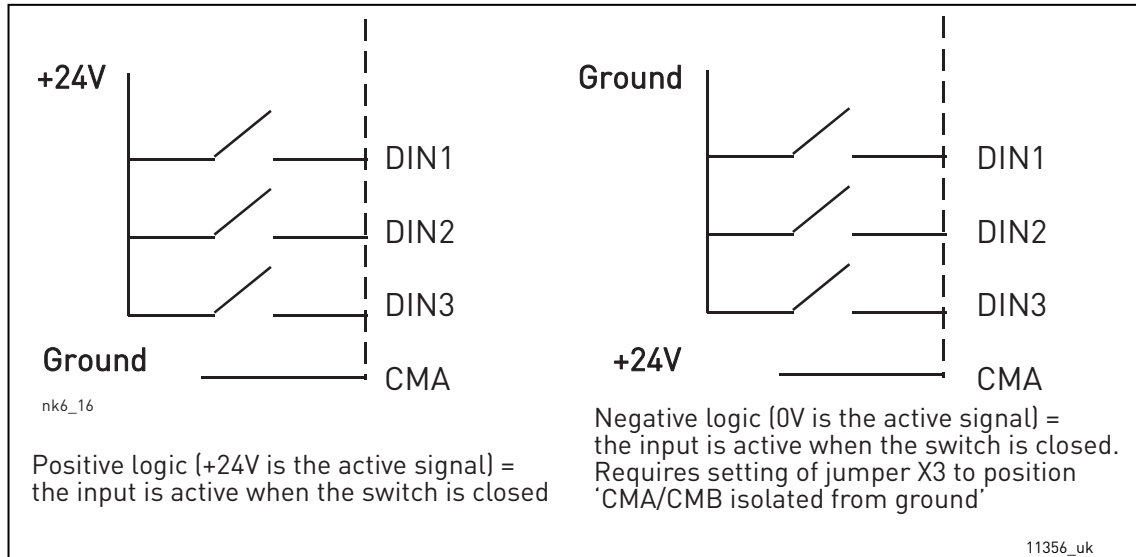 +24V
DIN1
DIN2
DIN3
Ground
CMA
nk6_16
Positive logic (+24V is the active signal) =
the input is active when the switch is closed
Ground
DIN1
DIN2
DIN3
+24V
CMA
Negative logic (0V is the active signal) =
the input is active when the switch is closed.
Requires setting of jumper X3 to position
‘CMA/CMB isolated from ground’
11356_uk